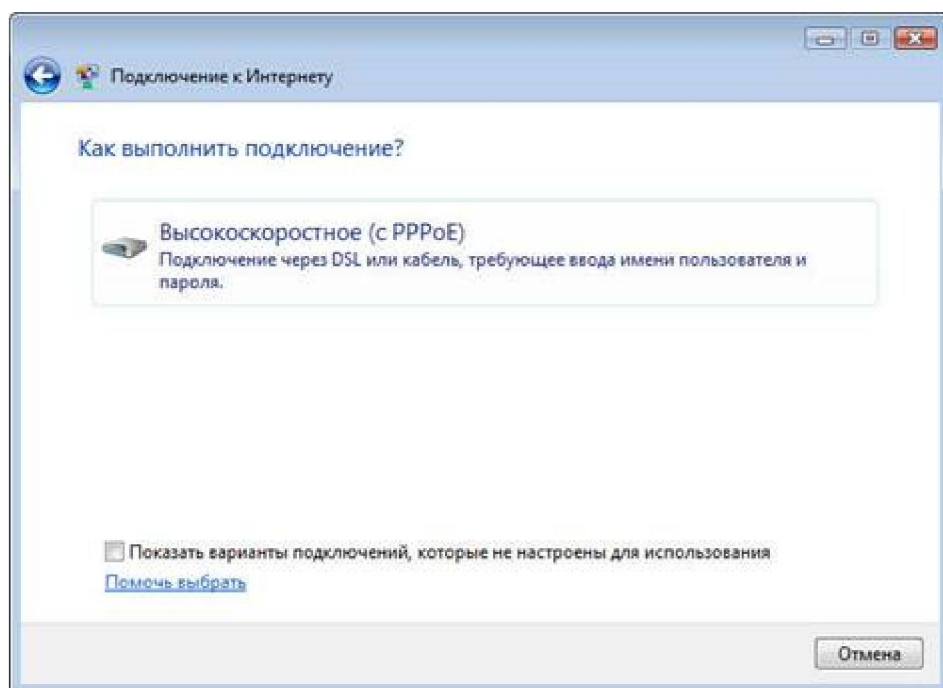 Подключение к Интернету
Как выполнить подключение?
Высокоскоростное (с PPPoE)
Подключение через DSL или кабель, требующее ввода имени пользователя и
пароля.
Показать варианты подключений, которые не настроены для использования
Помочь выбрать
Отмена